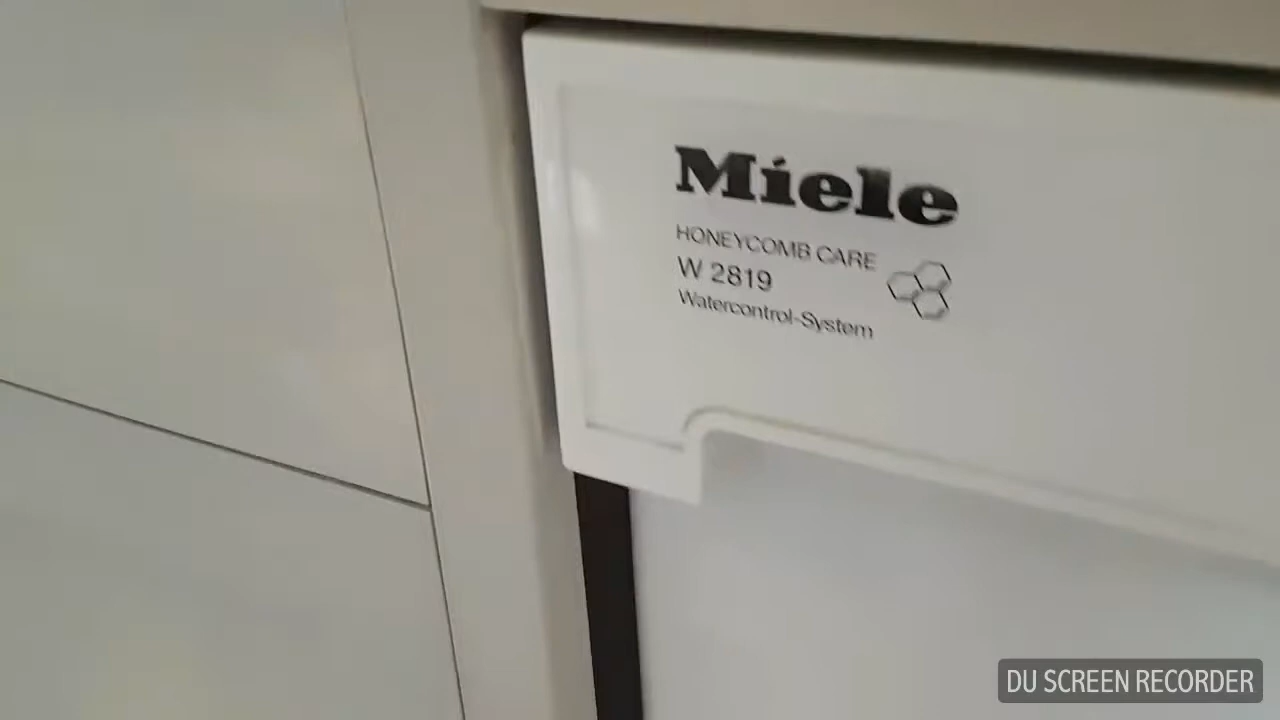 Miele
HONEYCOMB CARE
W 2819
Watercontrol-System
DU SCREEN RECORDER